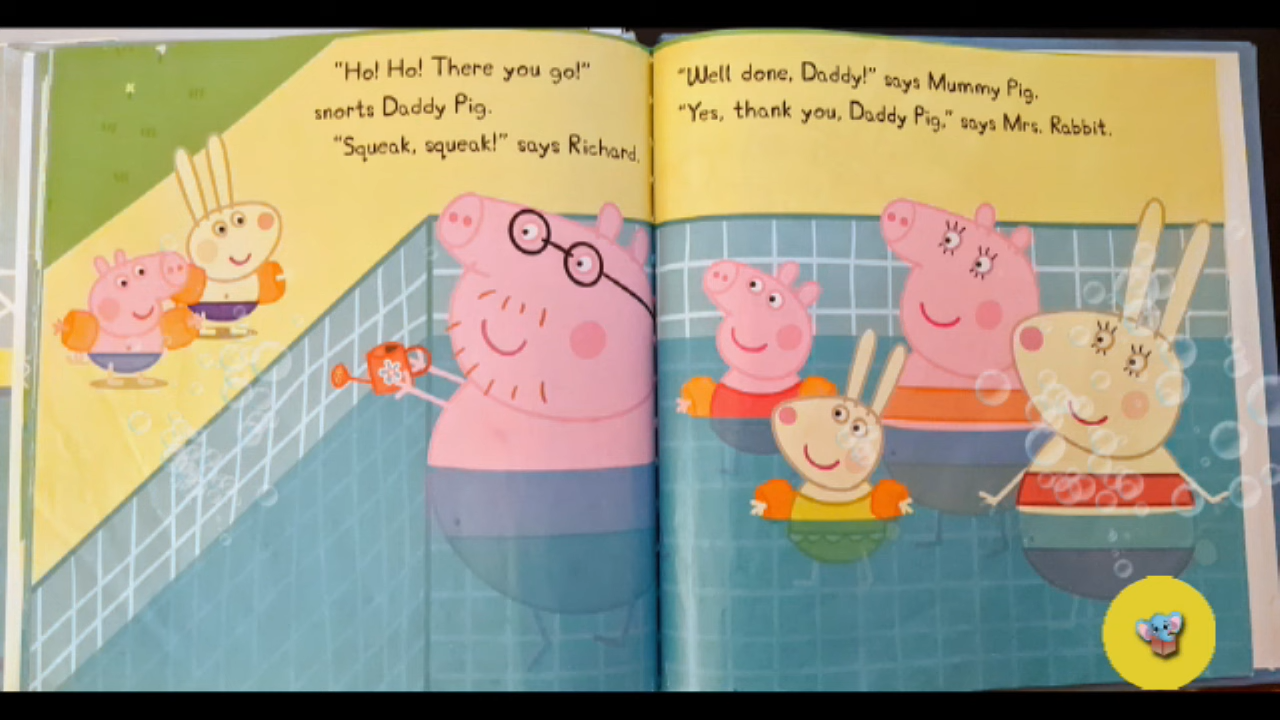 "Ho! Ho! There you go!"
snorts Daddy Pig.
"Squeak, squeak!" says Richard.
"Well done, Daddy!" says Mummy Pig.
"Yes, thank you, Daddy Pig," says Mrs. Rabbit.